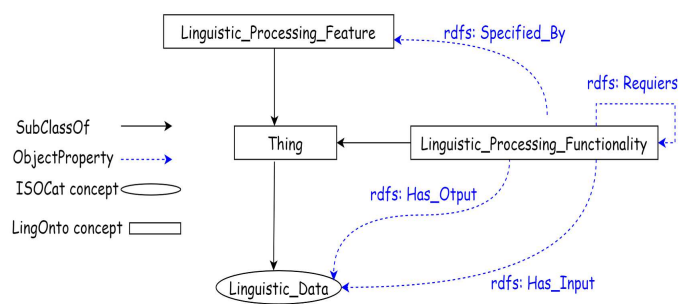 Linguistic_Processing_Feature
rdfs: Specified_By
rdfs: Requiers
SubClassOf
Thing
Linguistic_Processing_Functionality
ObjectProperty
ISOCat concept
rdfs: Has_Otput
LingOnto concept
Linguistic_Data
rdfs: Has_Input